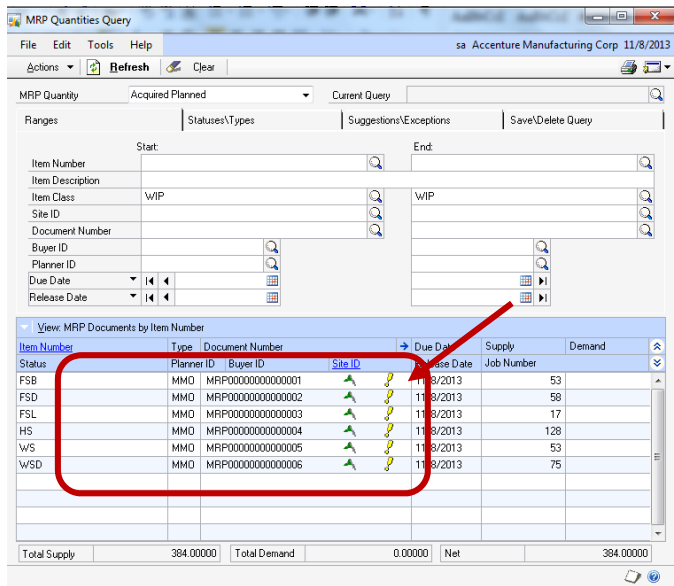 MRP Quantities Query
File Edit Tools Help sa Accenture Manufacturing Corp 11/8/2013
Actions Refresh Clear
MRP Quantity Acquired Planned Current Query
Ranges Statuses\Types Suggestions\Exceptions Save\Delete Query
Start: End:
Item Number
Item Description
Item Class WIP WIP
Site ID
Document Number
Buyer ID
Planner ID
Due Date
Release Date
View: MRP Documents by Item Number
Item Number Type Document Number Due Date Supply Demand
Status Planner ID Buyer ID Site ID Release Date Job Number
FSB MMO MRP00000000000001 11/8/2013 53
FSD MMO MRP00000000000002 11/8/2013 58
FSL MMO MRP00000000000003 11/8/2013 17
HS MMO MRP00000000000004 11/8/2013 128
WS MMO MRP00000000000005 11/8/2013 53
WSD MMO MRP00000000000006 11/8/2013 75
Total Supply 384.00000 Total Demand 0.00000 Net 384.00000